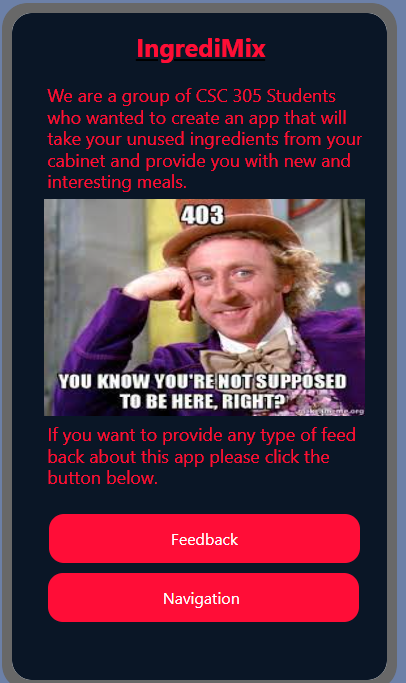 IngrediMix
We are a group of CSC 305 Students
who wanted to create an app that will
take your unused ingredients from your
cabinet and provide you with new and
interesting meals.
403
YOU KNOW YOU'RE NOT SUPPOSED
TO BE HERE, RIGHT?
If you want to provide any type of feed
back about this app please click the
button below.
Feedback
Navigation